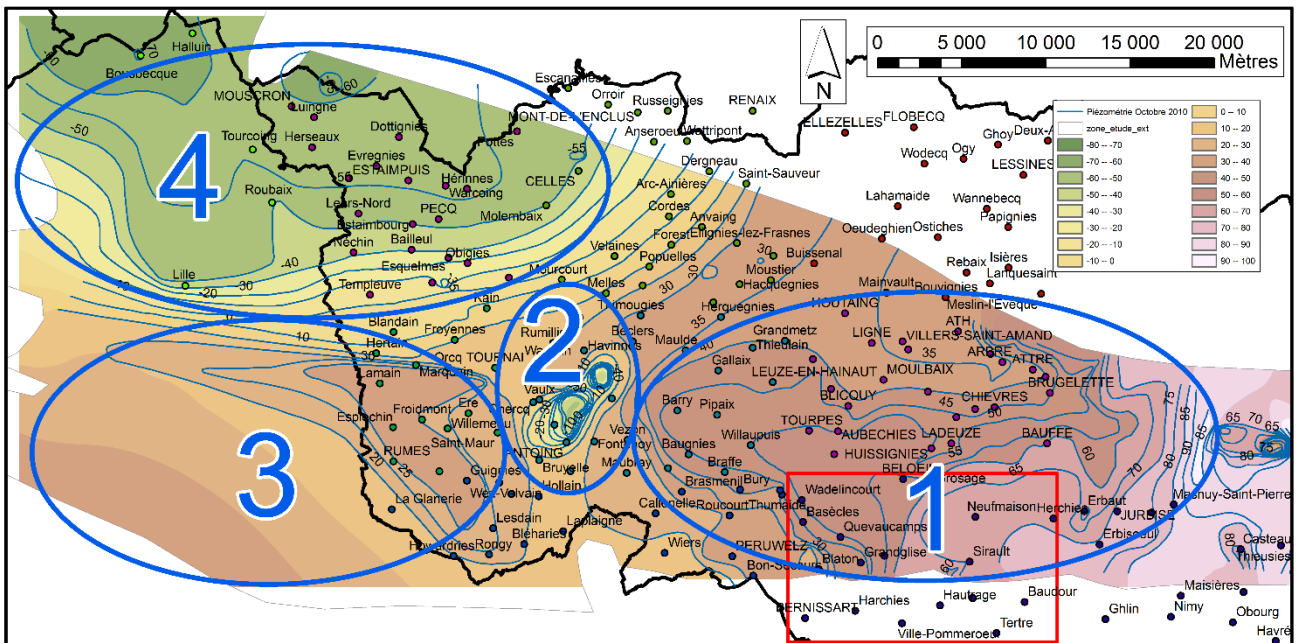 Halluin
Bousbecque
MOUSCRON
Luingne
Tourcoing
Herseaux
Dottignies
Evregnies
ESTAIMPUIS
Roubaix
Leers-Nord
Estaimbourg
PECQ
Hérinnes
Warcoing
Néchin
Bailleul
Obigies
Esquelmes
Templeuve
Lille
Pottes
MONT-DE-L'ENCLUS
Orroir
Russeignies
RENAIX
Anseroeul
Wattripont
Dergneau
Saint-Sauveur
CELLES
Molembaix
Arc-Ainières
Cordes
Anvaing
Forest
Ellignies-lez-Frasnes
Velaines
Popuelles
Moustier
Buissenal
Hacquegnies
Herquegnies
Mourcourt
Melles
Thimougies
Kain
ELLEZELLES
FLOBECQ
Ghoy
Wodecq
Ogy
LESSINES
Lahamaide
Wannebecq
Papignies
Oeudeghien
Ostiches
Isières
Rebaix
Lanquesaint
Bouvignies
Meslin-l'Eveque
Mainvault
HOUTAING
ATH
LIGNE
VILLERS-SAINT-AMAND
ARBRE
ATTRE
MOULBAIX
BRUGELETTE
Grandmetz
Thieulain
Gallaix
LEUZE-EN-HAINAUT
BLICQUY
CHIEVRES
Barry
Pipaix
TOURPES
AUBECHIES
LADEUZE
BAUFFE
Willaupuis
HUISSIGNIES
BELOEIL
Baugnies
Braffe
Brasmenil
Bury
Roucourt
Thumaide
Wadelincourt
Basècles
Quevaucamps
Grosage
Neufmaison
Herchies
Erbaut
JURBISE
Masnuy-Saint-Pierre
Erbisoeul
Casteau
Thieusies
Sirault
Grandglise
Blaton
PERUWELZ
Bon-Secours
Wiers
BERNISSART
Harchies
Hautrage
Baudour
Ville-Pommeroeul
Tertre
Ghlin
Nimy
Maisières
Obourg
Havré
Blandain
Hertain
Froyennes
Orcq
TOURNAI
Marquain
Lamain
Rumillies
Béclers
Havinnes
Maulde
Vaulx
Chercq
Ere
Froidmont
Willemeau
Esplechin
Saint-Maur
RUMES
ANTOING
Vezon
Fontenoy
Maubray
Bruyelle
Hollain
Guignies
La Glanerie
Lesdain
Bléharies
Laplaigne
Howardries
Rongy
Callenelle
1
2
3
4
N
0 5 000 10 000 15 000 20 000
Mètres
Piézométrie Octobre 2010
zone_etude_ext
-80 -- -70
-70 -- -60
-60 -- -50
-50 -- -40
-40 -- -30
-30 -- -20
-20 -- -10
-10 -- 0
0 -- 10
10 -- 20
20 -- 30
30 -- 40
40 -- 50
50 -- 60
60 -- 70
70 -- 80
80 -- 90
90 -- 100